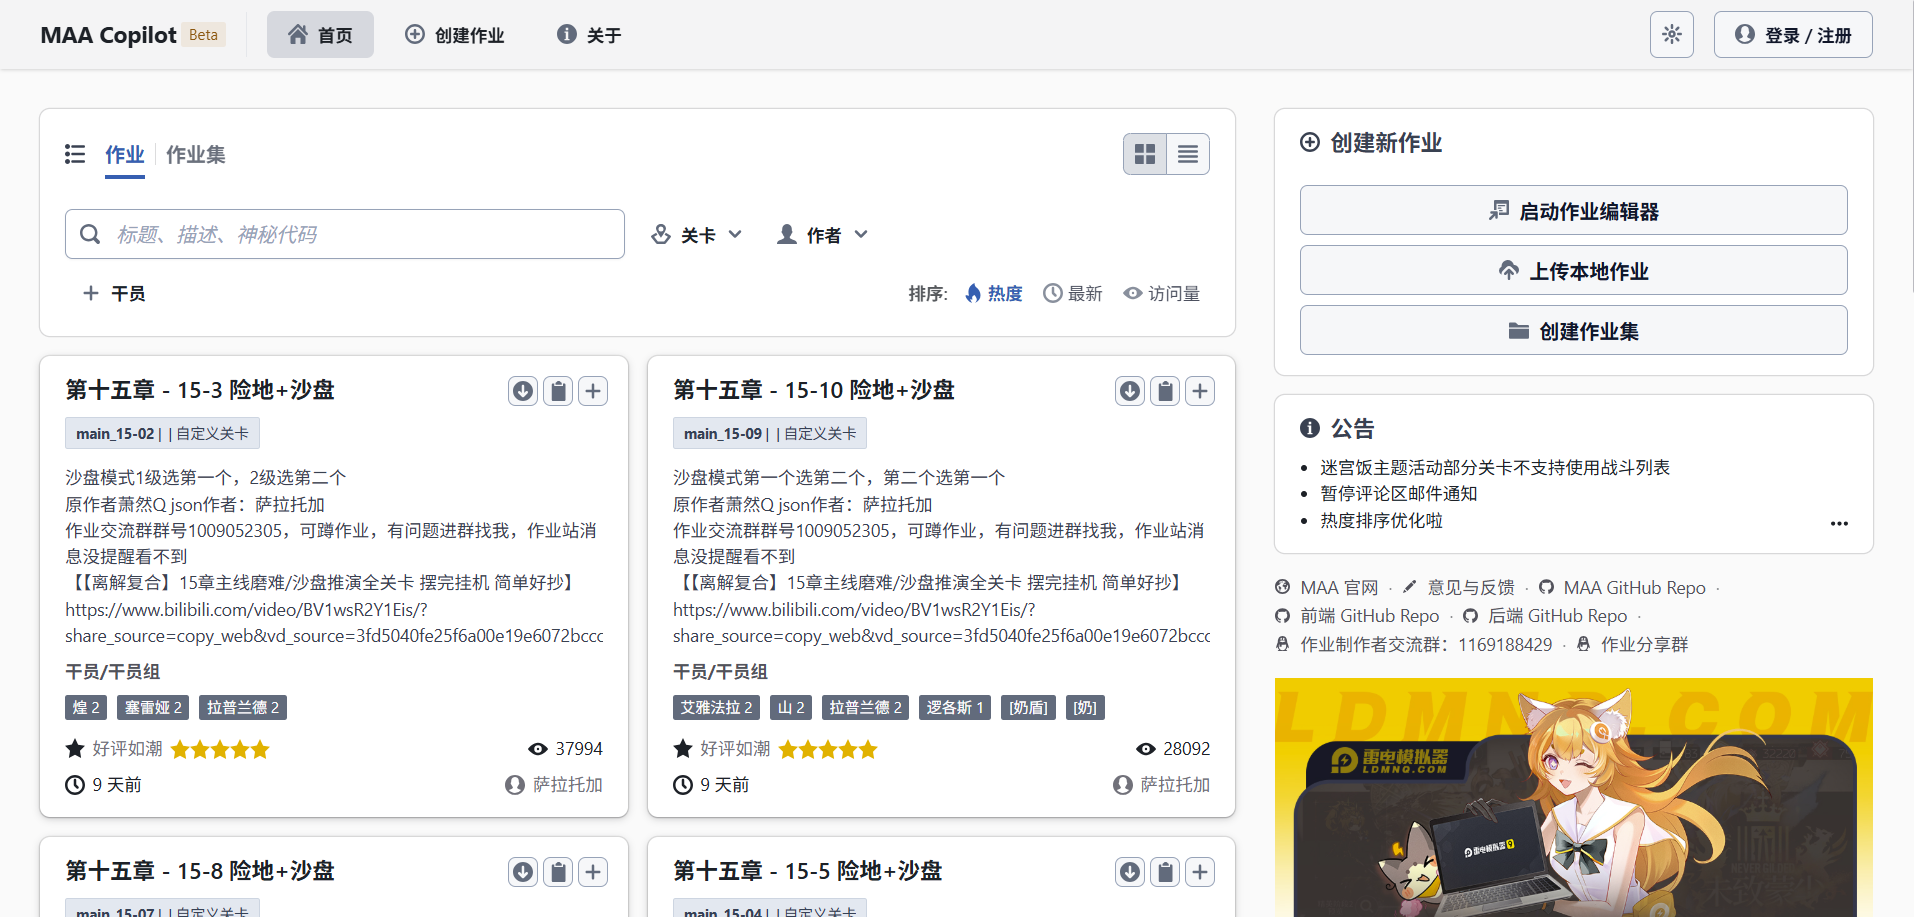 MAA Copilot Beta 首页 创建作业 关于 登录 / 注册
作业 作业集
标题、描述、神秘代码 关卡 作者
干员 排序: 热度 最新 访问量
第十五章 - 15-3 险地+沙盘
main_15-02 | | 自定义关卡
沙盘模式1级选第一个，2级选第二个
原作者萧然Q json作者：萨拉托加
作业交流群群号1009052305，可蹲作业，有问题进群找我，作业站消
息没提醒看不到
【【离解复合】15章主线磨难/沙盘推演全关卡 摆完挂机 简单好抄】
https://www.bilibili.com/video/BV1wsR2Y1Eis/?
share_source=copy_web&vd_source=3fd5040fe25f6a00e19e6072bccc
干员/干员组
煌 2 塞雷娅 2 拉普兰德 2
好评如潮 37994
9 天前 萨拉托加
第十五章 - 15-10 险地+沙盘
main_15-09 | | 自定义关卡
沙盘模式第一个选第二个，第二个选第一个
原作者萧然Q json作者：萨拉托加
作业交流群群号1009052305，可蹲作业，有问题进群找我，作业站消
息没提醒看不到
【【离解复合】15章主线磨难/沙盘推演全关卡 摆完挂机 简单好抄】
https://www.bilibili.com/video/BV1wsR2Y1Eis/?
share_source=copy_web&vd_source=3fd5040fe25f6a00e19e6072bccc
干员/干员组
艾雅法拉 2 山 2 拉普兰德 2 逻各斯 1 [奶盾] [奶]
好评如潮 28092
9 天前 萨拉托加
第十五章 - 15-8 险地+沙盘
main_15-07 | | 自定义关卡
第十五章 - 15-5 险地+沙盘
main_15-04 | | 自定义关卡
创建新作业
启动作业编辑器
上传本地作业
创建作业集
公告
迷宫饭主题活动部分关卡不支持使用战斗列表
暂停评论区邮件通知
热度排序优化啦
MAA 官网 · 意见与反馈 · MAA GitHub Repo ·
前端 GitHub Repo · 后端 GitHub Repo ·
作业制作者交流群：1169188429 · 作业分享群
雷电模拟器
LDMNQ.COM
雷电模拟器9